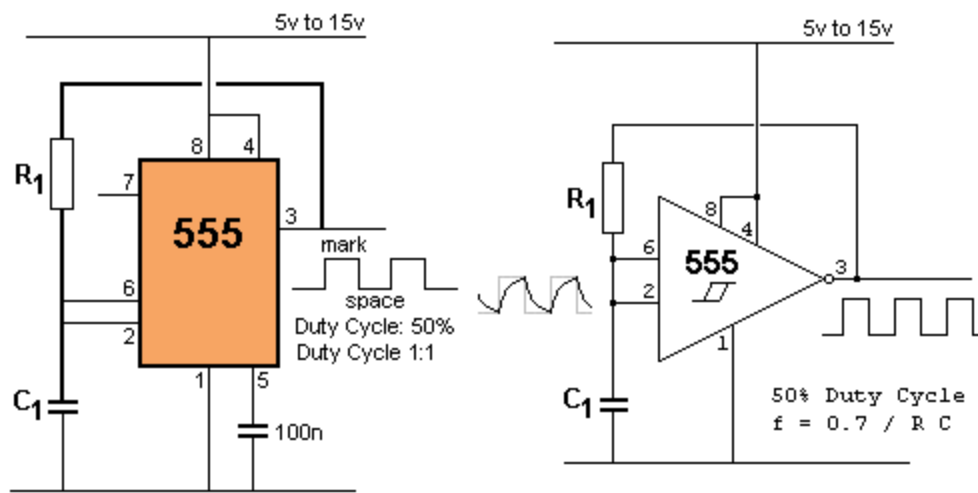 5v to 15v
8
4
R1
7
555
3
mark
space
6
2
Duty Cycle: 50%
Duty Cycle 1:1
1
5
C1
100n
5v to 15v
R1
8
4
6
555
3
2
1
C1
50% Duty Cycle
f = 0.7 / R C